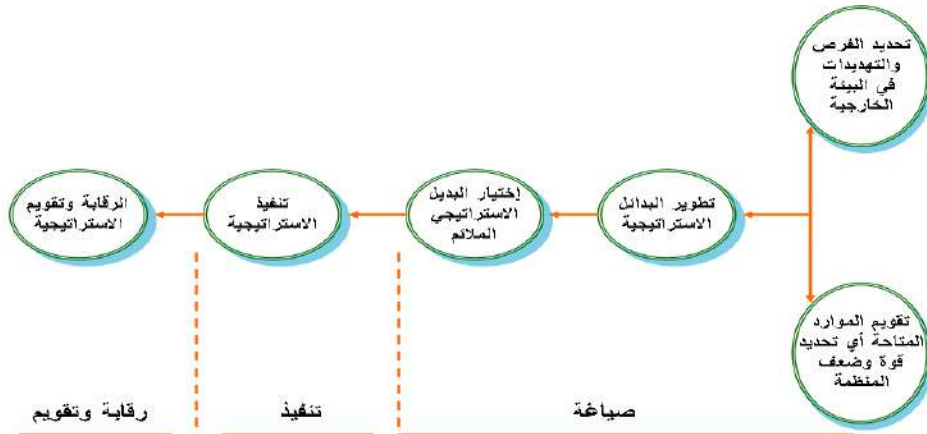 تحديد الفرص
والتهديدات
في البيئة
الخارجية
تقويم الموارد
المتاحة أي تحديد
قوة وضعف
المنظمة
تطوير البدائل
الاستراتيجية
إختيار البديل
الاستراتيجي
الملائم
تنفيذ
الاستراتيجية
الرقابة وتقويم
الاستراتيجية
صياغة
تنفيذ
رقابة وتقويم